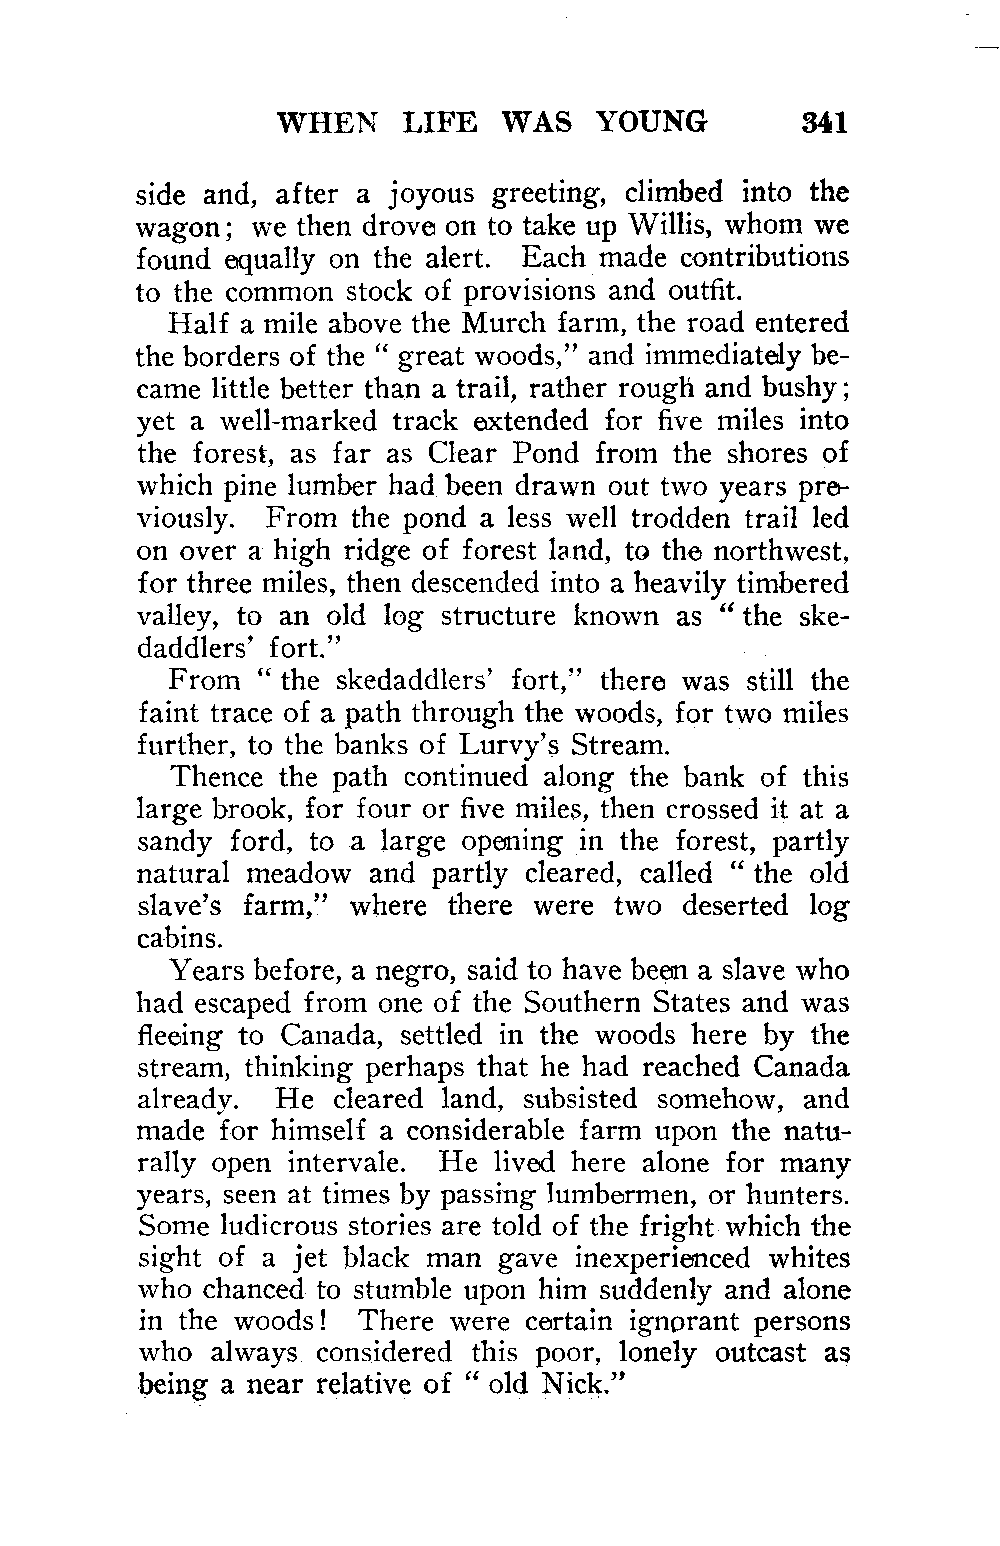 WHEN LIFE WAS YOUNG 341
side and, after a joyous greeting, climbed into the
wagon; we then drove on to take up Willis, whom we
found equally on the alert. Each made contributions
to the common stock of provisions and outfit.
Half a mile above the Murch farm, the road entered
the borders of the “ great woods,” and immediately be-
came little better than a trail, rather rough and bushy;
yet a well-marked track extended for five miles into
the forest, as far as Clear Pond from the shores of
which pine lumber had been drawn out two years pre-
viously. From the pond a less well trodden trail led
on over a high ridge of forest land, to the northwest,
for three miles, then descended into a heavily timbered
valley, to an old log structure known as “ the ske-
daddlers’ fort.”
From “ the skedaddlers’ fort,” there was still the
faint trace of a path through the woods, for two miles
further, to the banks of Lurvy’s Stream.
Thence the path continued along the bank of this
large brook, for four or five miles, then crossed it at a
sandy ford, to a large opening in the forest, partly
natural meadow and partly cleared, called “ the old
slave’s farm,” where there were two deserted log
cabins.
Years before, a negro, said to have been a slave who
had escaped from one of the Southern States and was
fleeing to Canada, settled in the woods here by the
stream, thinking perhaps that he had reached Canada
already. He cleared land, subsisted somehow, and
made for himself a considerable farm upon the natu-
rally open intervale. He lived here alone for many
years, seen at times by passing lumbermen, or hunters.
Some ludicrous stories are told of the fright which the
sight of a jet black man gave inexperienced whites
who chanced to stumble upon him suddenly and alone
in the woods! There were certain ignorant persons
who always considered this poor, lonely outcast as
being a near relative of “ old Nick.”